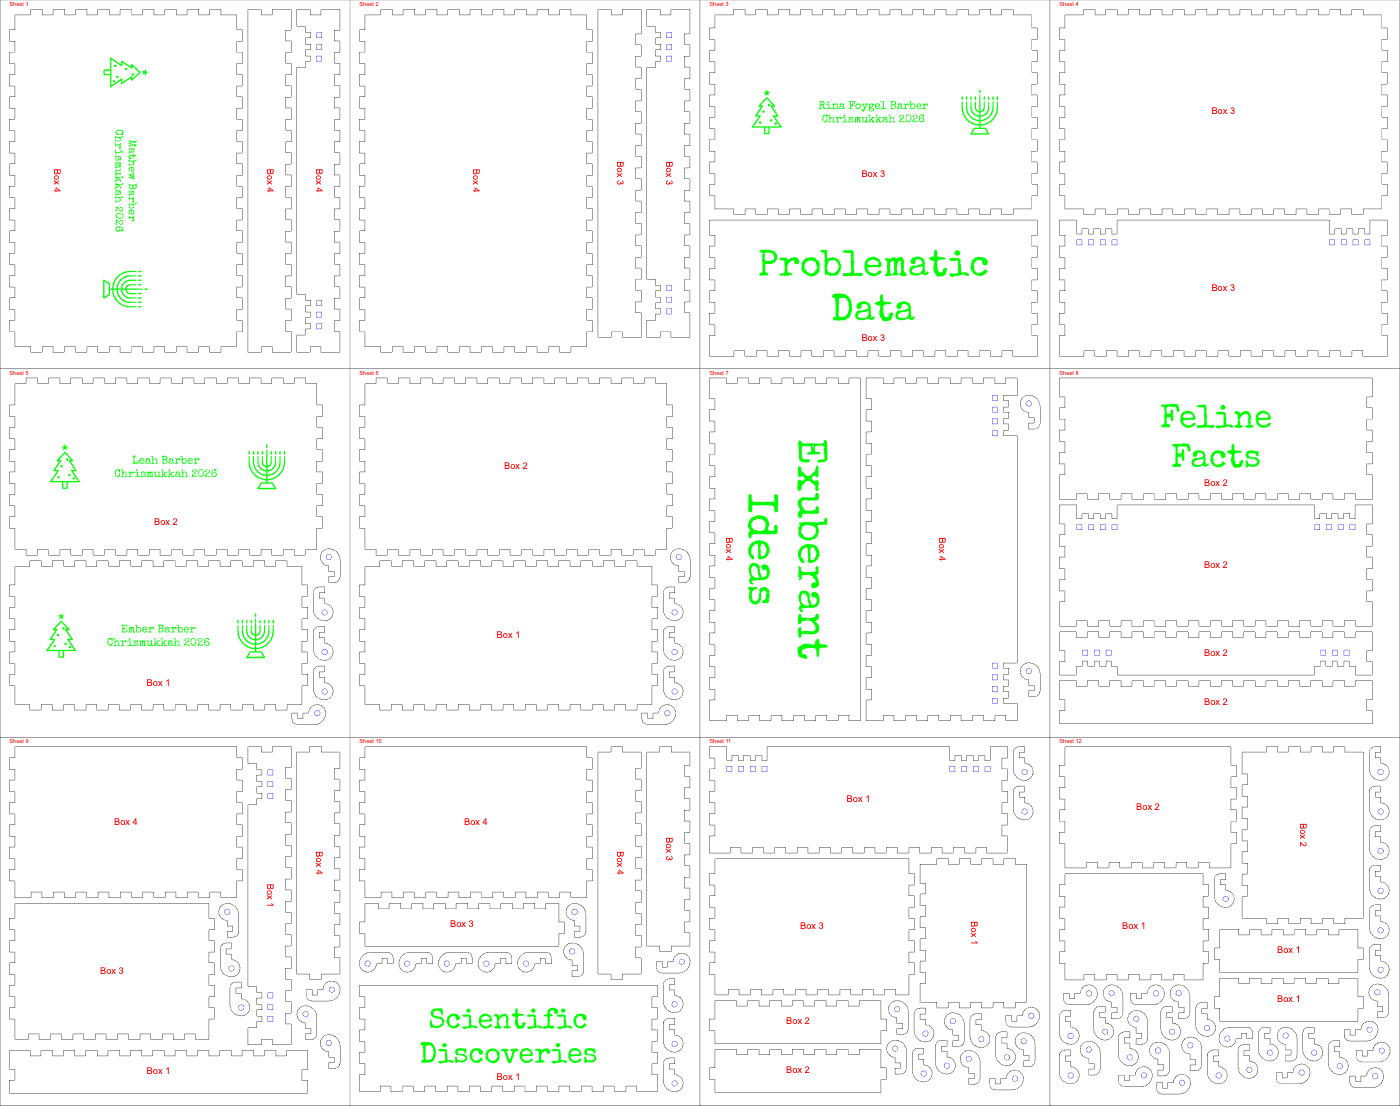 Sheet 1
Mathew Barber
Chrismukkah 2026
Box 4
Box 4
Box 4
Sheet 2
Box 4
Box 3
Box 3
Sheet 3
Rina Foygel Barber
Chrismukkah 2026
Box 3
Problematic
Data
Box 3
Sheet 4
Box 3
Box 3
Sheet 5
Leah Barber
Chrismukkah 2026
Box 2
Ember Barber
Chrismukkah 2026
Box 1
Sheet 6
Box 2
Box 1
Sheet 7
Exuberant
Ideas
Box 4
Box 4
Sheet 8
Feline
Facts
Box 2
Box 2
Box 2
Box 2
Sheet 9
Box 4
Box 1
Box 4
Box 3
Box 1
Sheet 10
Box 4
Box 4
Box 3
Box 3
Scientific
Discoveries
Box 1
Sheet 11
Box 1
Box 3
Box 1
Box 2
Box 2
Sheet 12
Box 2
Box 2
Box 1
Box 1
Box 1